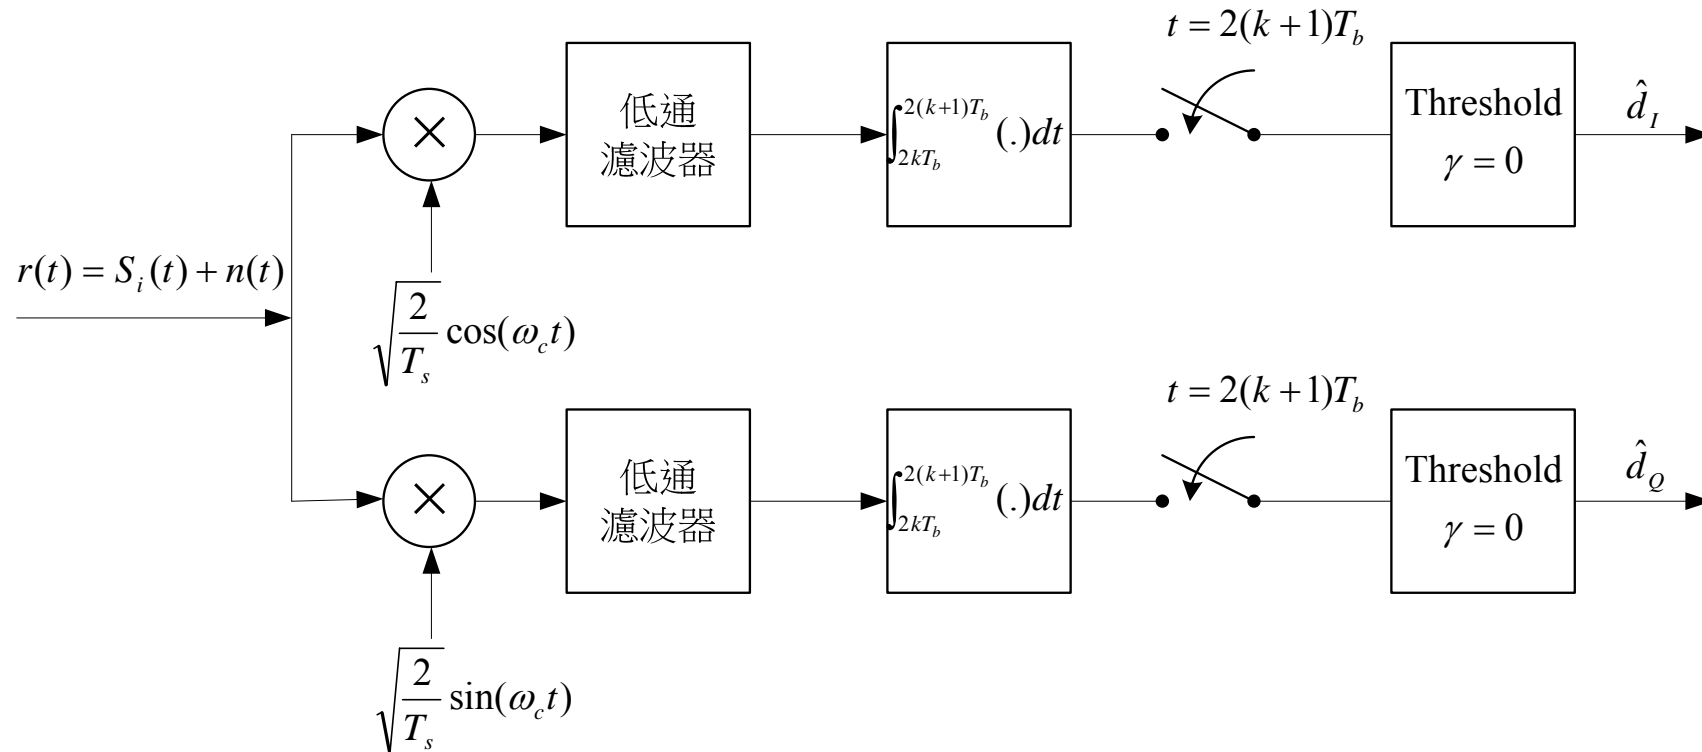 t = 2(k + 1)T_b
低通
濾波器
∫_{2kT_b}^{2(k+1)T_b} (.)dt
Threshold
γ = 0
d̂_I
×
r(t) = S_i(t) + n(t)
√(2/T_s) cos(ω_c t)
t = 2(k + 1)T_b
低通
濾波器
∫_{2kT_b}^{2(k+1)T_b} (.)dt
Threshold
γ = 0
d̂_Q
×
√(2/T_s) sin(ω_c t)